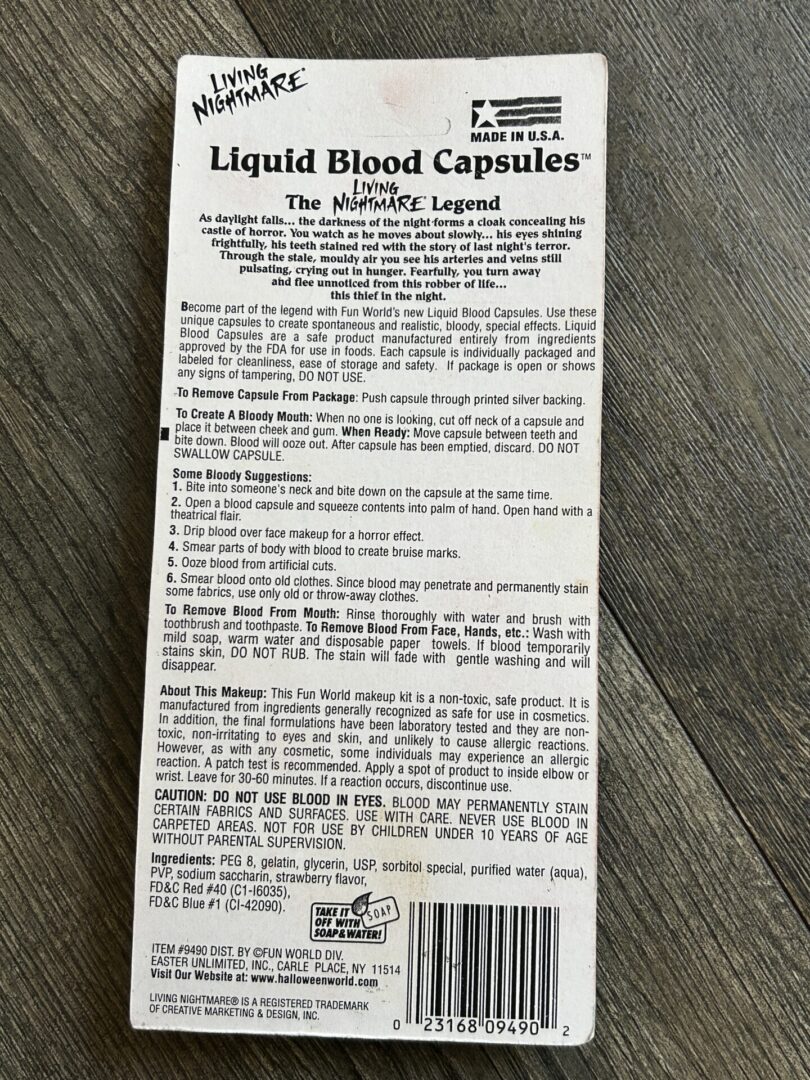 LIVING
NIGHTMARE®
MADE IN U.S.A.
Liquid Blood Capsules™
The LIVING NIGHTMARE® Legend
As daylight falls... the darkness of the night forms a cloak concealing his
castle of horror. You watch as he moves about slowly... his eyes shining
frightfully, his teeth stained red with the story of last night's terror.
Through the stale, mouldy air you see his arteries and veins still
pulsating, crying out in hunger. Fearfully, you turn away
and flee unnoticed from this robber of life...
this thief in the night.
Become part of the legend with Fun World's new Liquid Blood Capsules. Use these
unique capsules to create spontaneous and realistic, bloody, special effects. Liquid
Blood Capsules are a safe product manufactured entirely from ingredients
approved by the FDA for use in foods. Each capsule is individually packaged and
labeled for cleanliness, ease of storage and safety. If package is open or shows
any signs of tampering, DO NOT USE.
To Remove Capsule From Package: Push capsule through printed silver backing.
To Create A Bloody Mouth: When no one is looking, cut off neck of a capsule and
place it between cheek and gum. When Ready: Move capsule between teeth and
bite down. Blood will ooze out. After capsule has been emptied, discard. DO NOT
SWALLOW CAPSULE.
Some Bloody Suggestions:
1. Bite into someone's neck and bite down on the capsule at the same time.
2. Open a blood capsule and squeeze contents into palm of hand. Open hand with a
theatrical flair.
3. Drip blood over face makeup for a horror effect.
4. Smear parts of body with blood to create bruise marks.
5. Ooze blood from artificial cuts.
6. Smear blood onto old clothes. Since blood may penetrate and permanently stain
some fabrics, use only old or throw-away clothes.
To Remove Blood From Mouth: Rinse thoroughly with water and brush with
toothbrush and toothpaste. To Remove Blood From Face, Hands, etc.: Wash with
mild soap, warm water and disposable paper towels. If blood temporarily
stains skin, DO NOT RUB. The stain will fade with gentle washing and will
disappear.
About This Makeup: This Fun World makeup kit is a non-toxic, safe product. It is
manufactured from ingredients generally recognized as safe for use in cosmetics.
In addition, the final formulations have been laboratory tested and they are non-
toxic, non-irritating to eyes and skin, and unlikely to cause allergic reactions.
However, as with any cosmetic, some individuals may experience an allergic
reaction. A patch test is recommended. Apply a spot of product to inside elbow or
wrist. Leave for 30-60 minutes. If a reaction occurs, discontinue use.
CAUTION: DO NOT USE BLOOD IN EYES. BLOOD MAY PERMANENTLY STAIN
CERTAIN FABRICS AND SURFACES. USE WITH CARE. NEVER USE BLOOD IN
CARPETED AREAS. NOT FOR USE BY CHILDREN UNDER 10 YEARS OF AGE
WITHOUT PARENTAL SUPERVISION.
Ingredients: PEG 8, gelatin, glycerin, USP, sorbitol special, purified water (aqua),
PVP, sodium saccharin, strawberry flavor,
FD&C Red #40 (C1-I6035),
FD&C Blue #1 (CI-42090).
TAKE IT
OFF WITH
SOAP & WATER!
SOAP
ITEM #9490 DIST. BY ©FUN WORLD DIV.
EASTER UNLIMITED, INC., CARLE PLACE, NY 11514
Visit Our Website at: www.halloweenworld.com
LIVING NIGHTMARE® IS A REGISTERED TRADEMARK
OF CREATIVE MARKETING & DESIGN, INC.
0 23168 09490 2